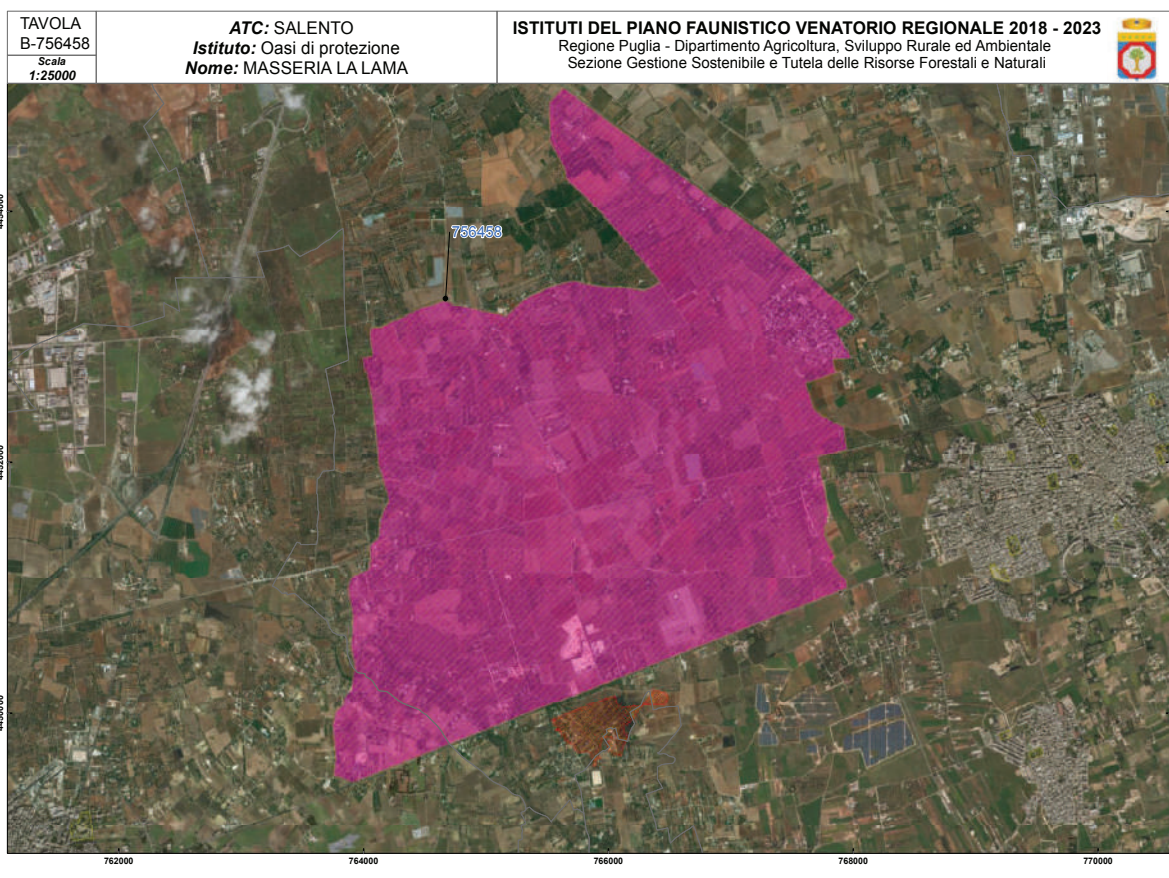 TAVOLA
B-756458
Scala
1:25000
ATC: SALENTO
Istituto: Oasi di protezione
Nome: MASSERIA LA LAMA
ISTITUTI DEL PIANO FAUNISTICO VENATORIO REGIONALE 2018 - 2023
Regione Puglia - Dipartimento Agricoltura, Sviluppo Rurale ed Ambientale
Sezione Gestione Sostenibile e Tutela delle Risorse Forestali e Naturali
756458
762000
764000
766000
768000
770000